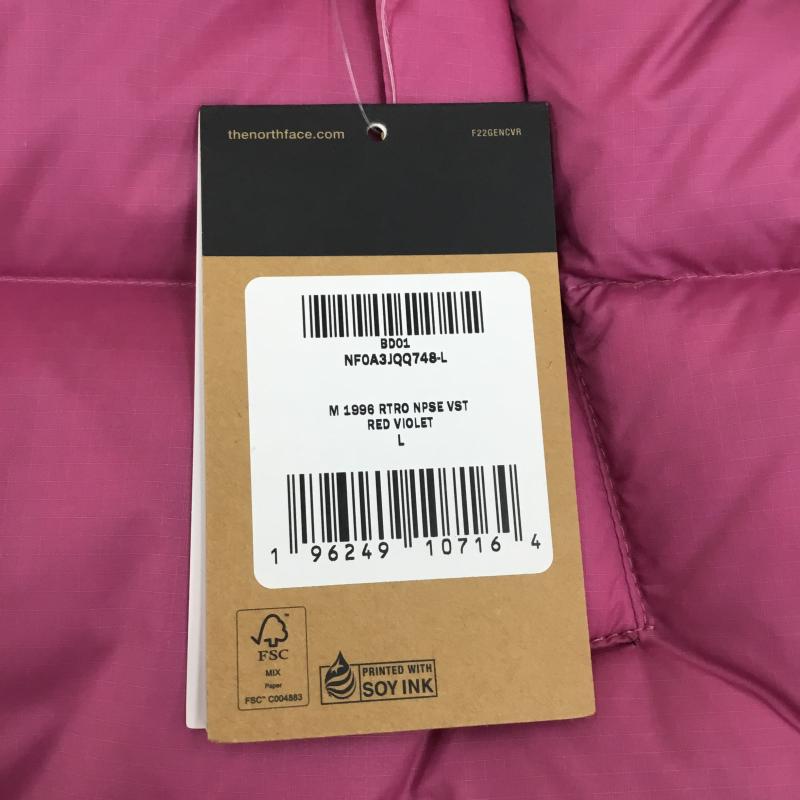 thenorthface.com
F22GENCVR
BD01
NF0A3JQQ748-L
M 1996 RTRO NPSE VST
RED VIOLET
L
1 96249 10716 4
FSC
MIX
Paper
FSC™ C004883
PRINTED WITH
SOY INK